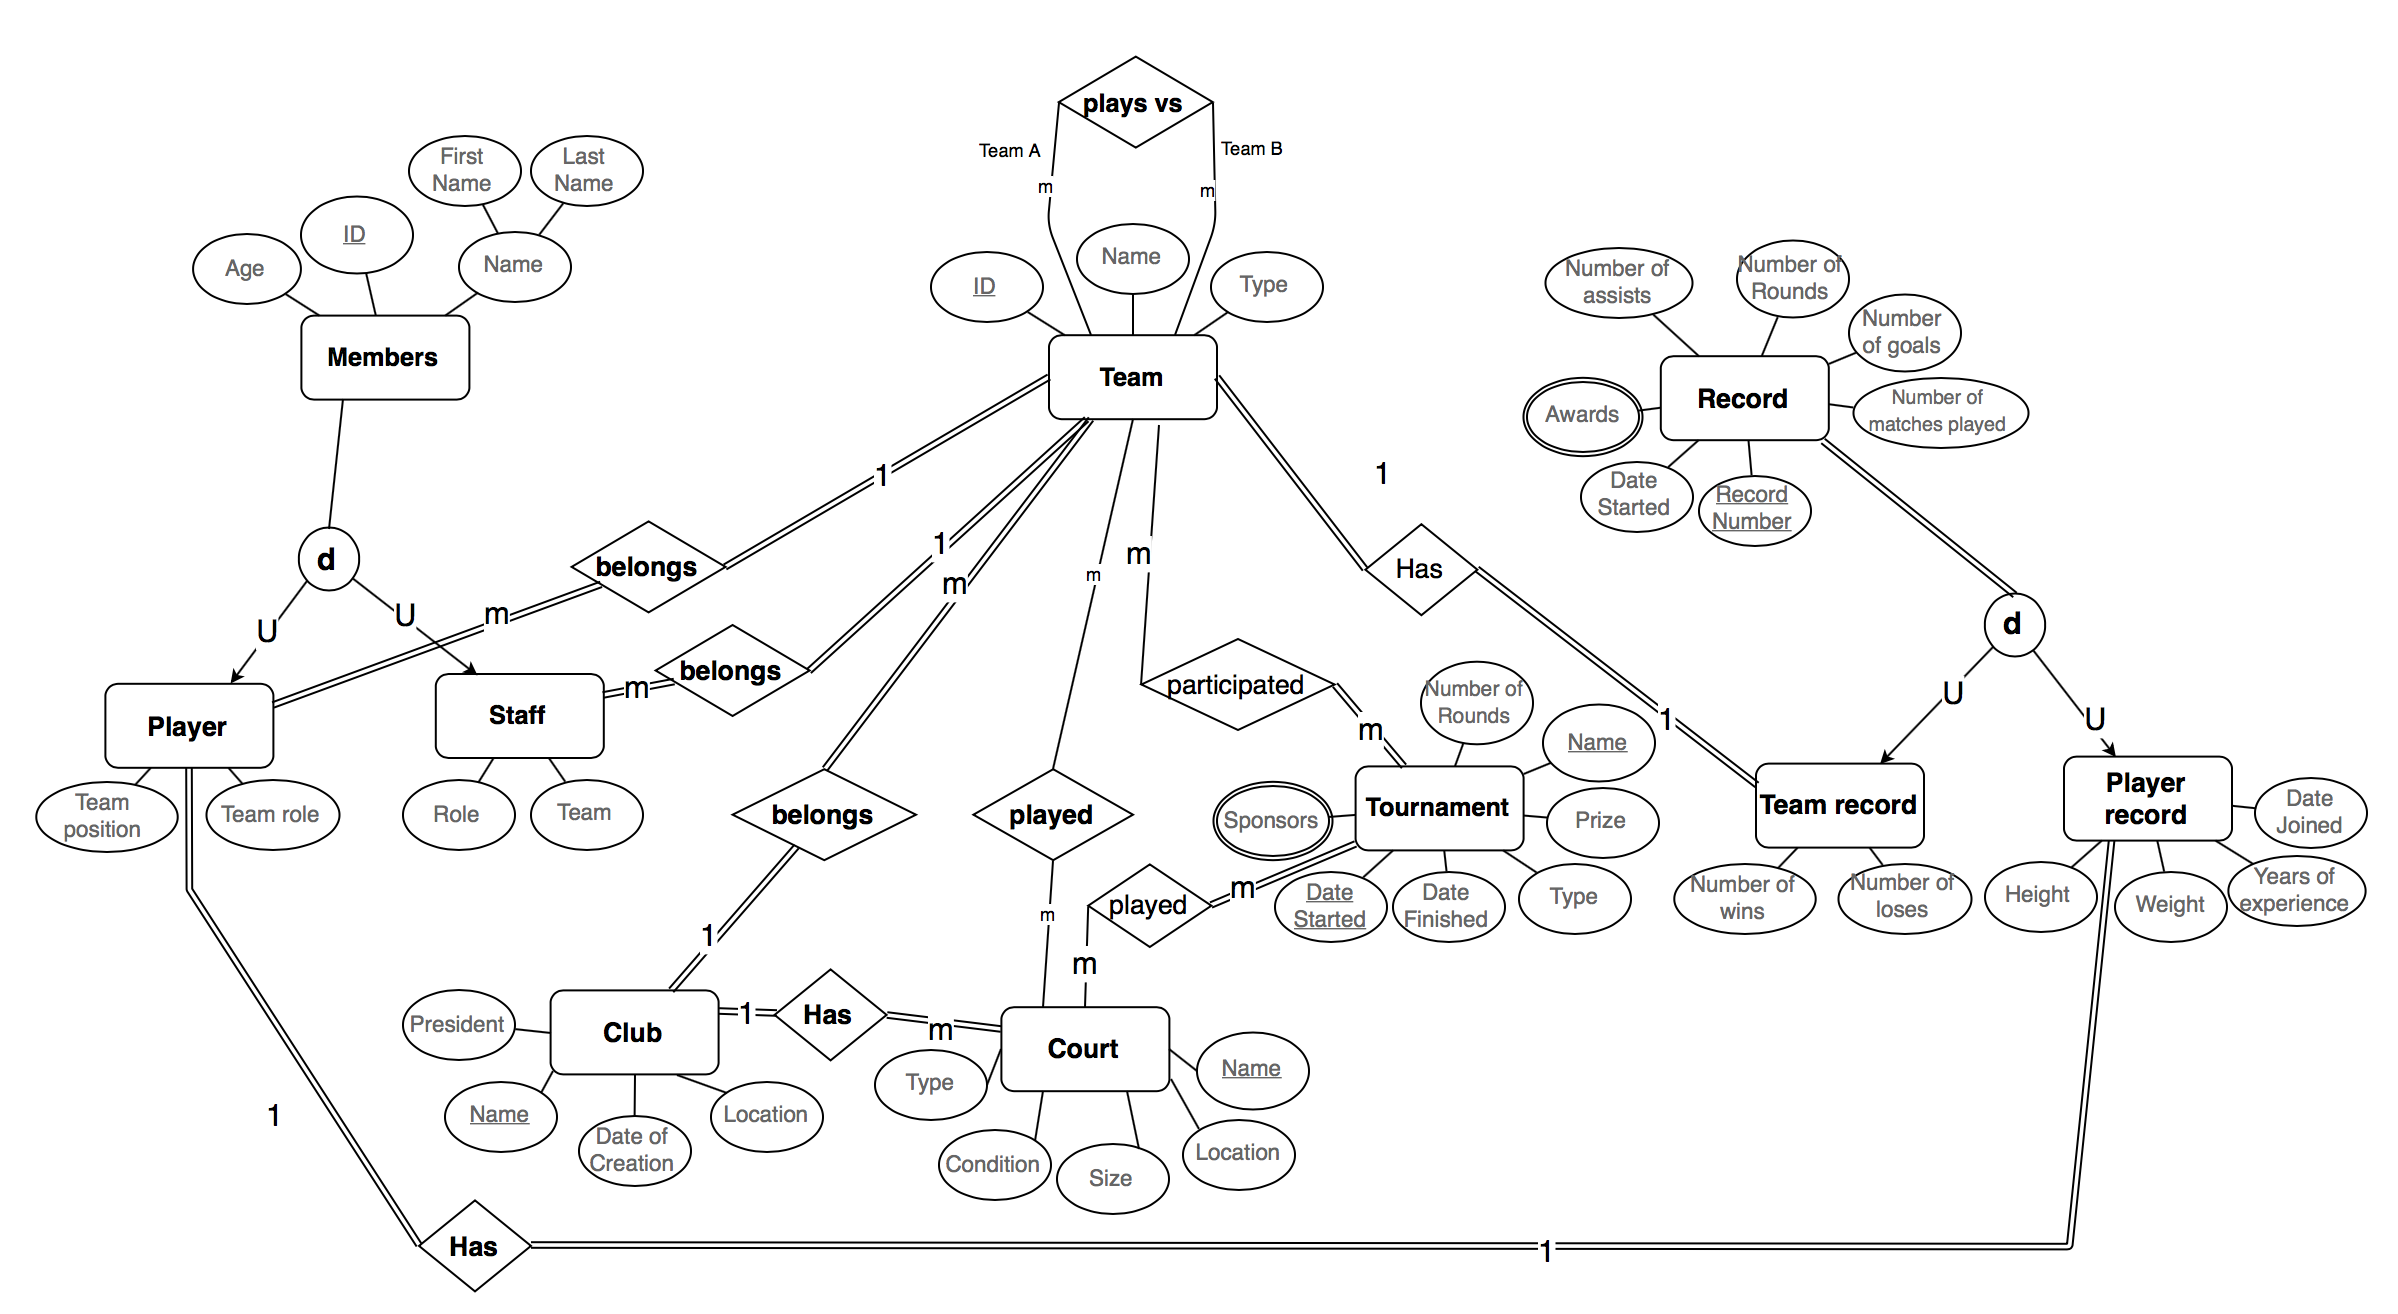 plays vs
Team A
Team B
m
m
First
Name
Last
Name
ID
Age
Name
Members
ID
Name
Type
Team
Number of
assists
Number of
Rounds
Number
of goals
Record
Awards
Number of
matches played
Date
Started
Record
Number
1
1
1
m
m
m
d
belongs
Has
U
U
m
d
belongs
m
participated
U
U
Player
Staff
m
Number of
Rounds
Name
1
Team
position
Team role
Role
Team
belongs
played
Sponsors
Tournament
Prize
Team record
Player
record
Date
Joined
played
m
Date
Started
Date
Finished
Type
Number of
wins
Number of
loses
Height
Weight
Years of
experience
1
m
m
President
Club
1
Has
m
Court
Type
Name
Name
Date of
Creation
Location
Condition
Size
Location
1
Has
1